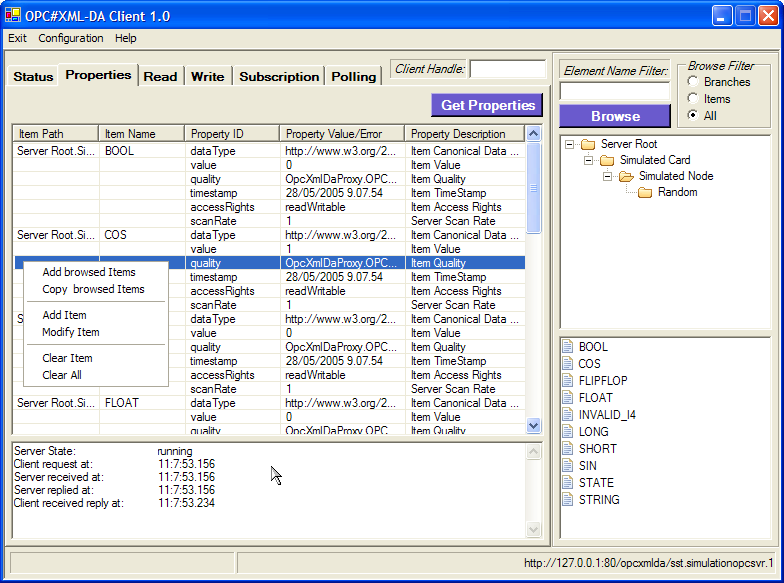 OPC#XML-DA Client 1.0
Exit Configuration Help
Status Properties Read Write Subscription Polling
Client Handle:
Get Properties
Item Path Item Name Property ID Property Value/Error Property Description
Server Root.Si... BOOL dataType http://www.w3.org/2... Item Canonical Data ...
value 0 Item Value
quality OpcXmlDaProxy.OPC... Item Quality
timestamp 28/05/2005 9.07.54 Item TimeStamp
accessRights readWritable Item Access Rights
scanRate 1 Server Scan Rate
Server Root.Si... COS dataType http://www.w3.org/2... Item Canonical Data ...
value 1 Item Value
quality OpcXmlDaProxy.OPC... Item Quality
timestamp 28/05/2005 9.07.54 Item TimeStamp
accessRights readWritable Item Access Rights
scanRate 1 Server Scan Rate
S dataType http://www.w3.org/2... Item Canonical Data ...
value 0 Item Value
quality OpcXmlDaProxy.OPC... Item Quality
timestamp 28/05/2005 9.07.54 Item TimeStamp
accessRights readWritable Item Access Rights
scanRate 1 Server Scan Rate
Server Root.Si... FLOAT dataType http://www.w3.org/2... Item Canonical Data ...
value 0 Item Value
quality OpcXmlDaProxy.OPC... Item Quality
Add browsed Items
Copy browsed Items
Add Item
Modify Item
Clear Item
Clear All
Server State: running
Client request at: 11:7:53.156
Server received at: 11:7:53.156
Server replied at: 11:7:53.156
Client received reply at: 11:7:53.234
Element Name Filter:
Browse
Browse Filter
Branches
Items
All
Server Root
Simulated Card
Simulated Node
Random
BOOL
COS
FLIPFLOP
FLOAT
INVALID_I4
LONG
SHORT
SIN
STATE
STRING
http://127.0.0.1:80/opcxmlda/sst.simulationopcsvr.1